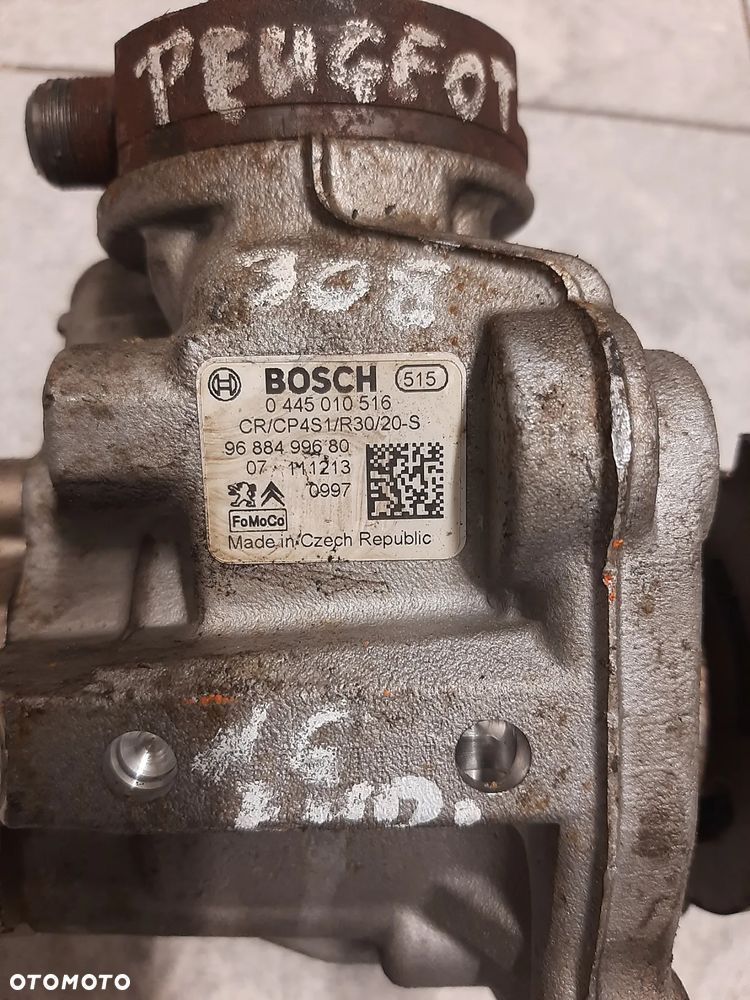 PEUGEOT
308
BOSCH 515
0 445 010 516
CR/CP4S1/R30/20-S
96 884 996 80
07 111213
0997
FoMoCo
Made in Czech Republic
1.6
OTOMOTO